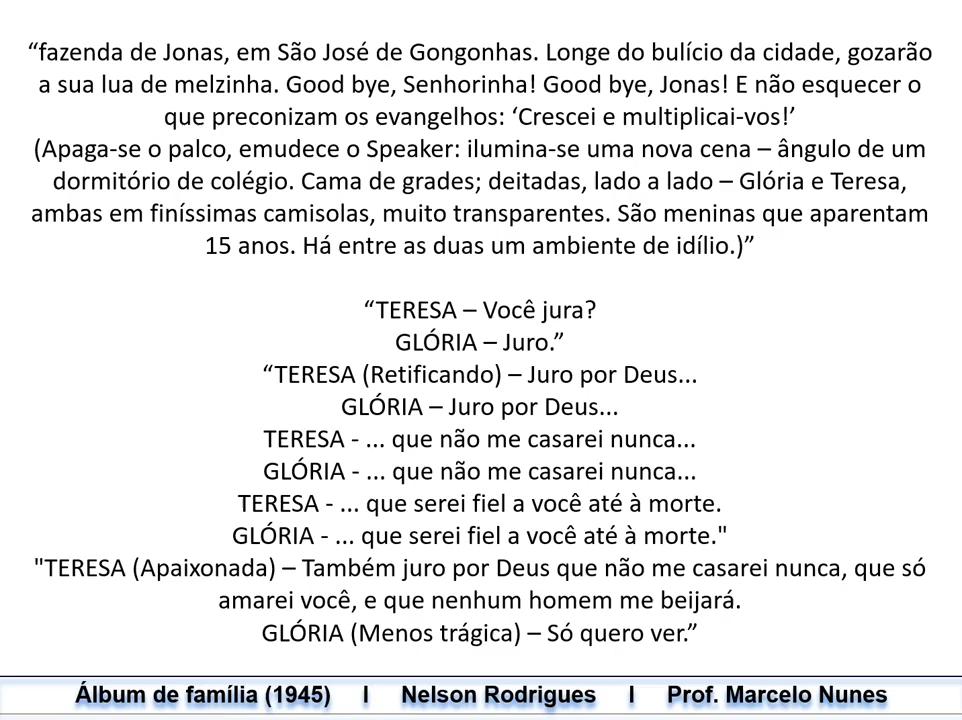 “fazenda de Jonas, em São José de Gongonhas. Longe do bulício da cidade, gozarão
a sua lua de melzinha. Good bye, Senhorinha! Good bye, Jonas! E não esquecer o
que preconizam os evangelhos: ‘Crescei e multiplicai-vos!’
(Apaga-se o palco, emudece o Speaker: ilumina-se uma nova cena – ângulo de um
dormitório de colégio. Cama de grades; deitadas, lado a lado – Glória e Teresa,
ambas em finíssimas camisolas, muito transparentes. São meninas que aparentam
15 anos. Há entre as duas um ambiente de idílio.)”
“TERESA – Você jura?
GLÓRIA – Juro.”
“TERESA (Retificando) – Juro por Deus...
GLÓRIA – Juro por Deus...
TERESA - ... que não me casarei nunca...
GLÓRIA - ... que não me casarei nunca...
TERESA - ... que serei fiel a você até à morte.
GLÓRIA - ... que serei fiel a você até à morte."
"TERESA (Apaixonada) – Também juro por Deus que não me casarei nunca, que só
amarei você, e que nenhum homem me beijará.
GLÓRIA (Menos trágica) – Só quero ver.”
Álbum de família (1945) I Nelson Rodrigues I Prof. Marcelo Nunes